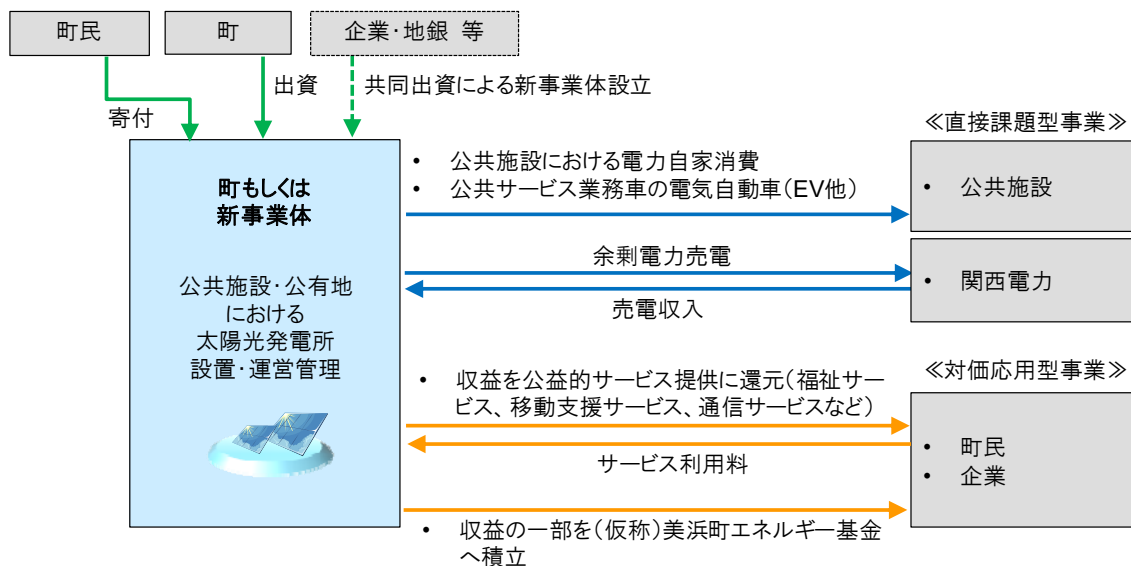 町民
町
企業・地銀 等
出資
共同出資による新事業体設立
寄付
≪直接課題型事業≫
町もしくは
新事業体
公共施設・公有地
における
太陽光発電所
設置・運営管理
• 公共施設における電力自家消費
• 公共サービス業務車の電気自動車(EV他)
• 公共施設
余剰電力売電
売電収入
• 関西電力
≪対価応用型事業≫
• 収益を公益的サービス提供に還元(福祉サー
ビス、移動支援サービス、通信サービスなど)
サービス利用料
• 町民
• 企業
• 収益の一部を(仮称)美浜町エネルギー基金
へ積立